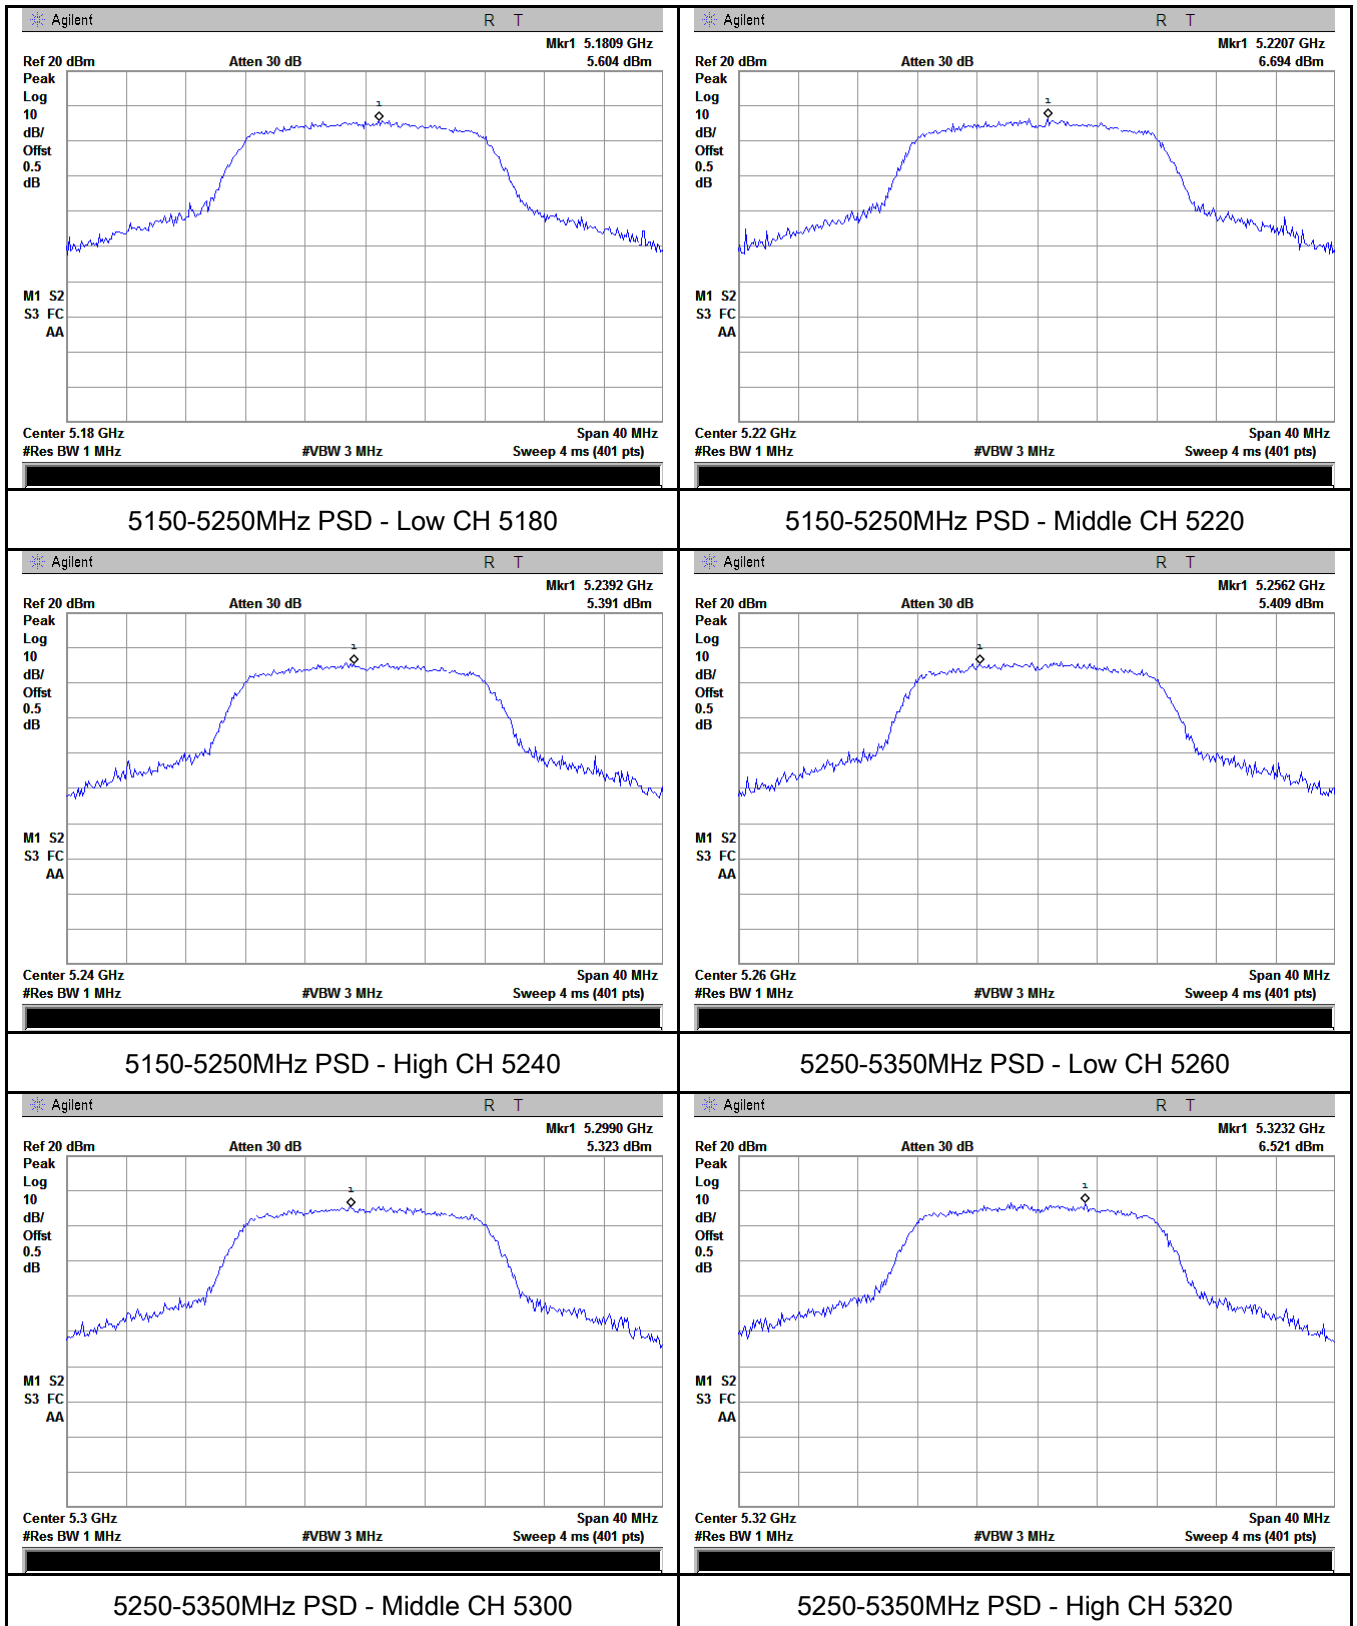 Agilent R T
Mkr1 5.1809 GHz
Ref 20 dBm Atten 30 dB 5.604 dBm
Peak
Log
10
dB/
Offst
0.5
dB
1
M1 S2
S3 FC
AA
Center 5.18 GHz Span 40 MHz
#Res BW 1 MHz #VBW 3 MHz Sweep 4 ms (401 pts)
5150-5250MHz PSD - Low CH 5180
Agilent R T
Mkr1 5.2207 GHz
Ref 20 dBm Atten 30 dB 6.694 dBm
Peak
Log
10
dB/
Offst
0.5
dB
1
M1 S2
S3 FC
AA
Center 5.22 GHz Span 40 MHz
#Res BW 1 MHz #VBW 3 MHz Sweep 4 ms (401 pts)
5150-5250MHz PSD - Middle CH 5220
Agilent R T
Mkr1 5.2392 GHz
Ref 20 dBm Atten 30 dB 5.391 dBm
Peak
Log
10
dB/
Offst
0.5
dB
1
M1 S2
S3 FC
AA
Center 5.24 GHz Span 40 MHz
#Res BW 1 MHz #VBW 3 MHz Sweep 4 ms (401 pts)
5150-5250MHz PSD - High CH 5240
Agilent R T
Mkr1 5.2562 GHz
Ref 20 dBm Atten 30 dB 5.409 dBm
Peak
Log
10
dB/
Offst
0.5
dB
1
M1 S2
S3 FC
AA
Center 5.26 GHz Span 40 MHz
#Res BW 1 MHz #VBW 3 MHz Sweep 4 ms (401 pts)
5250-5350MHz PSD - Low CH 5260
Agilent R T
Mkr1 5.2990 GHz
Ref 20 dBm Atten 30 dB 5.323 dBm
Peak
Log
10
dB/
Offst
0.5
dB
1
M1 S2
S3 FC
AA
Center 5.3 GHz Span 40 MHz
#Res BW 1 MHz #VBW 3 MHz Sweep 4 ms (401 pts)
5250-5350MHz PSD - Middle CH 5300
Agilent R T
Mkr1 5.3232 GHz
Ref 20 dBm Atten 30 dB 6.521 dBm
Peak
Log
10
dB/
Offst
0.5
dB
1
M1 S2
S3 FC
AA
Center 5.32 GHz Span 40 MHz
#Res BW 1 MHz #VBW 3 MHz Sweep 4 ms (401 pts)
5250-5350MHz PSD - High CH 5320